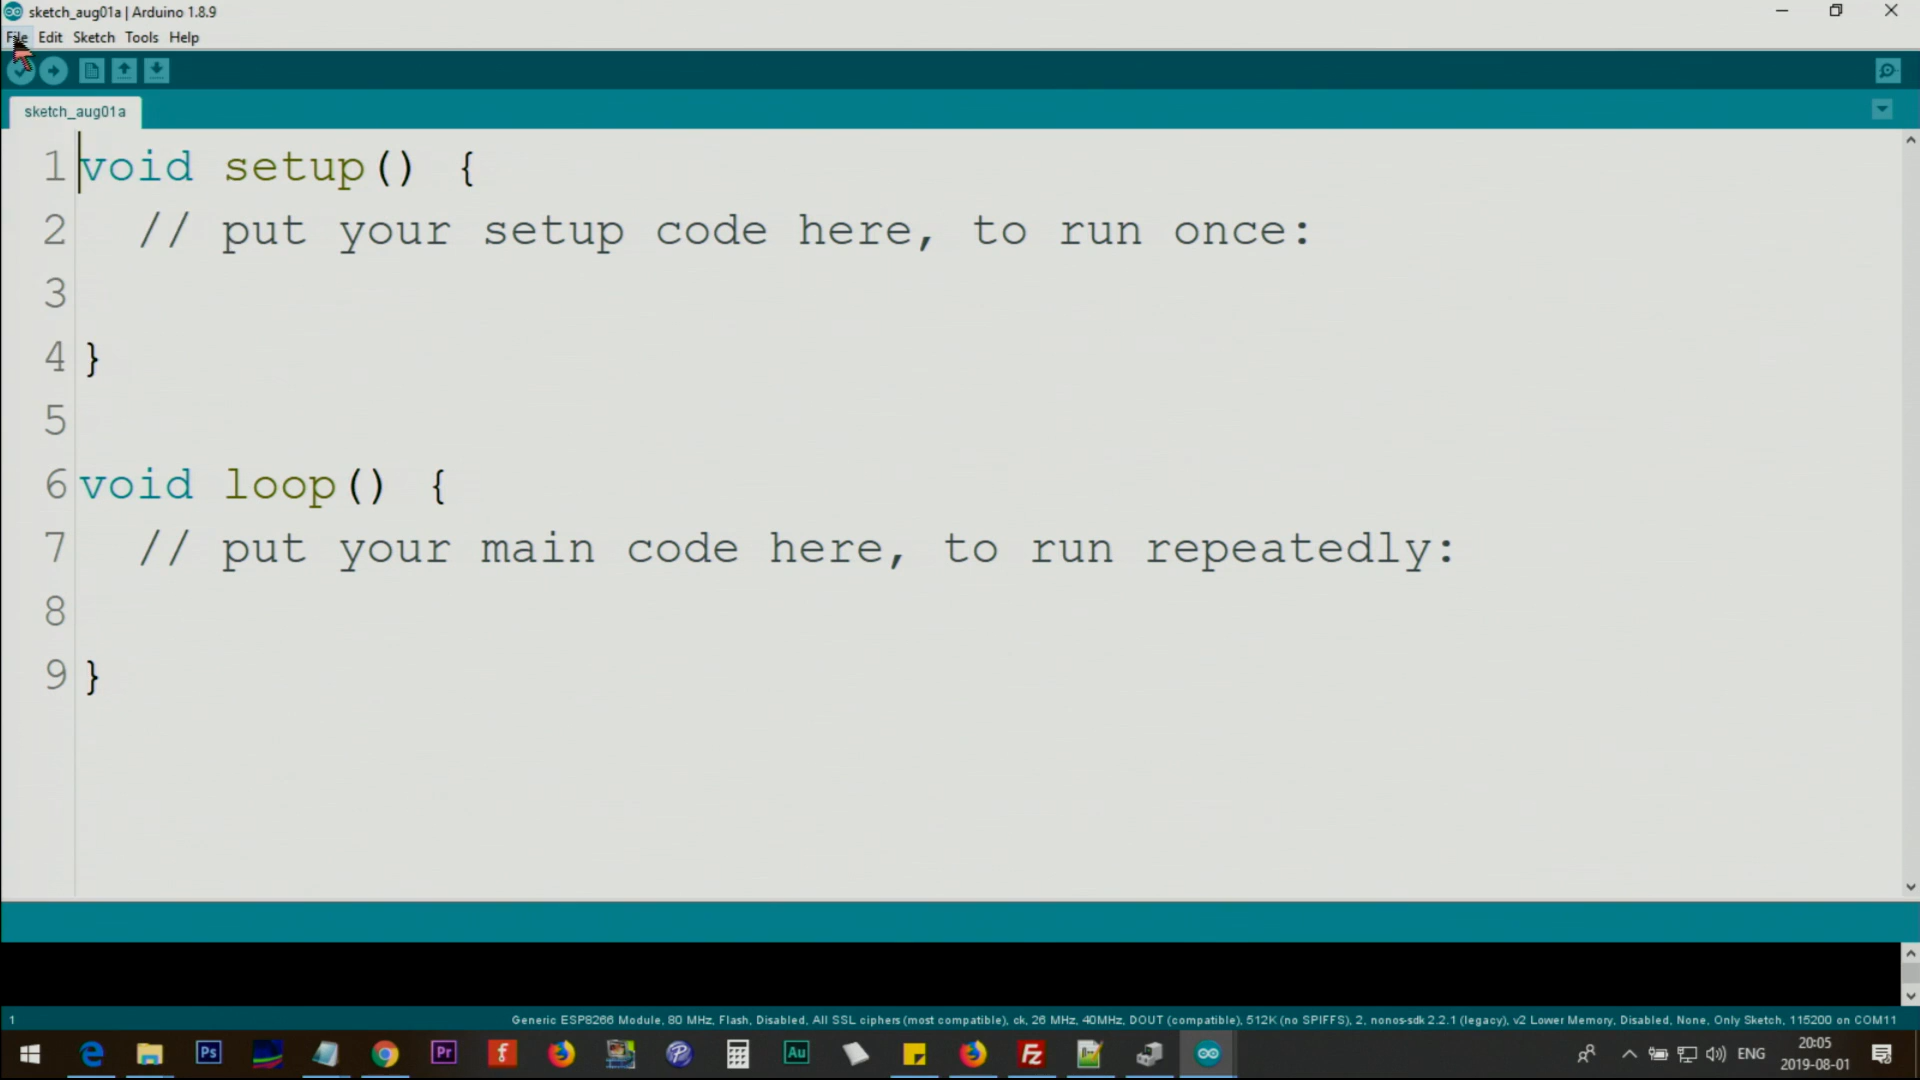 sketch_aug01a | Arduino 1.8.9
File Edit Sketch Tools Help
sketch_aug01a
1 void setup() {
2 // put your setup code here, to run once:
3
4 }
5
6 void loop() {
7 // put your main code here, to run repeatedly:
8
9 }
1 Generic ESP8266 Module, 80 MHz, Flash, Disabled, All SSL ciphers (most compatible), ck, 26 MHz, 40MHz, DOUT (compatible), 512K (no SPIFFS), 2, nonos-sdk 2.2.1 (legacy), v2 Lower Memory, Disabled, None, Only Sketch, 115200 on COM11
Ps Pr f P Au Fz ENG 20:05
2019-08-01